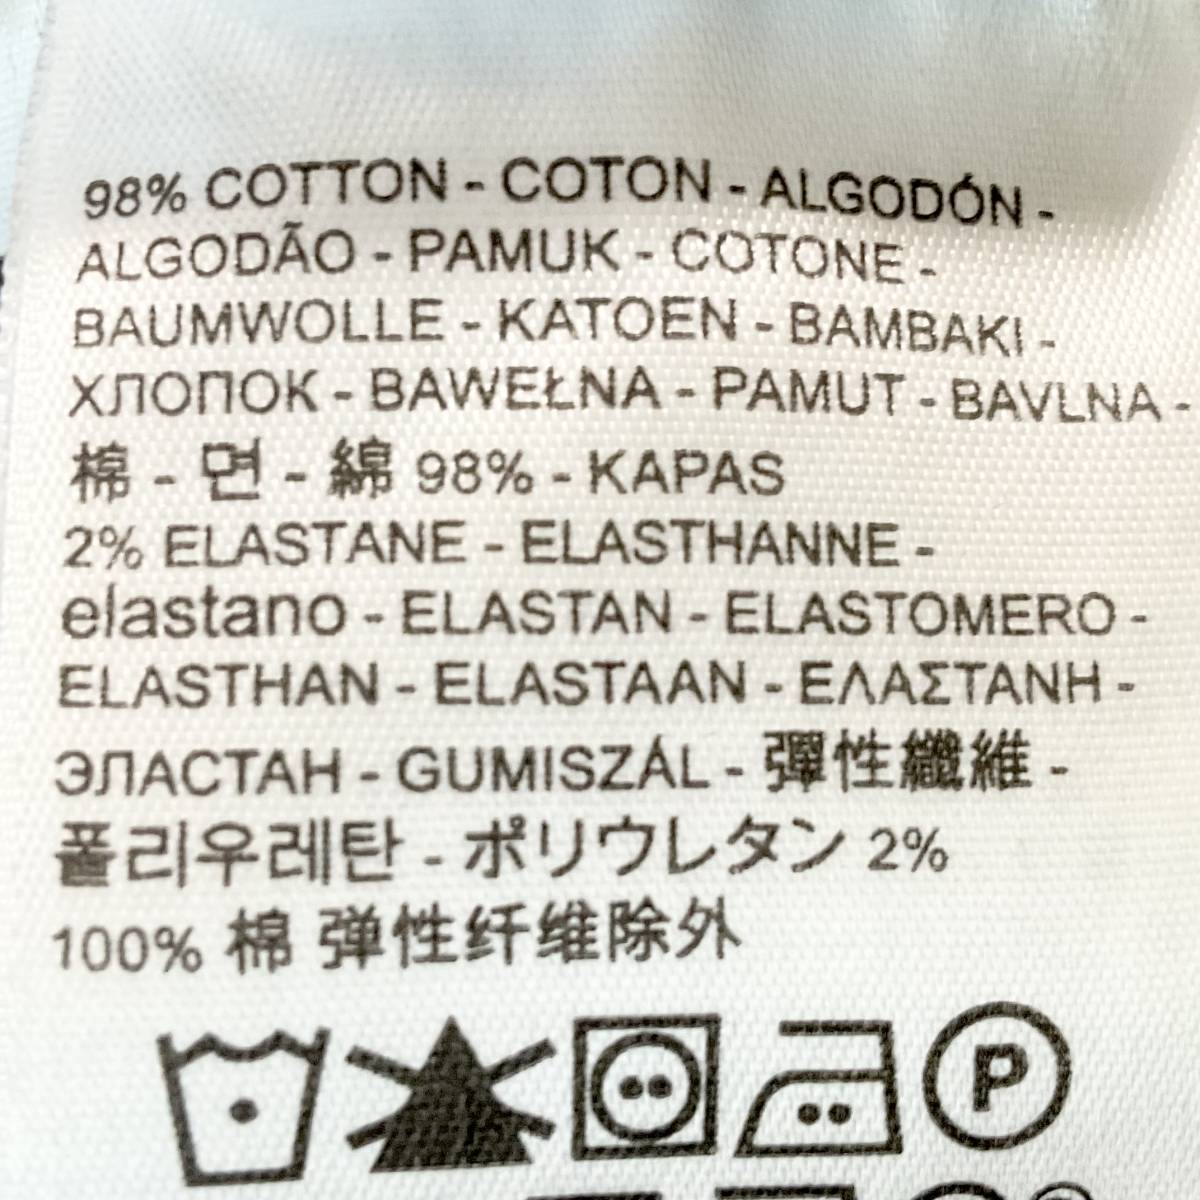 98% COTTON - COTON - ALGODÓN -
ALGODÃO - PAMUK - COTONE -
BAUMWOLLE - KATOEN - BAMBAKI -
ХЛОПОК - BAWEŁNA - PAMUT - BAVLNA -
棉 - 면 - 綿 98% - KAPAS
2% ELASTANE - ELASTHANNE -
elastano - ELASTAN - ELASTOMERO -
ELASTHAN - ELASTAAN - ΕΛΑΣΤΑΝΗ -
ЭЛАСТАН - GUMISZÁL - 彈性纖維 -
폴리우레탄 - ポリウレタン 2%
100% 棉 弹性纤维除外
P